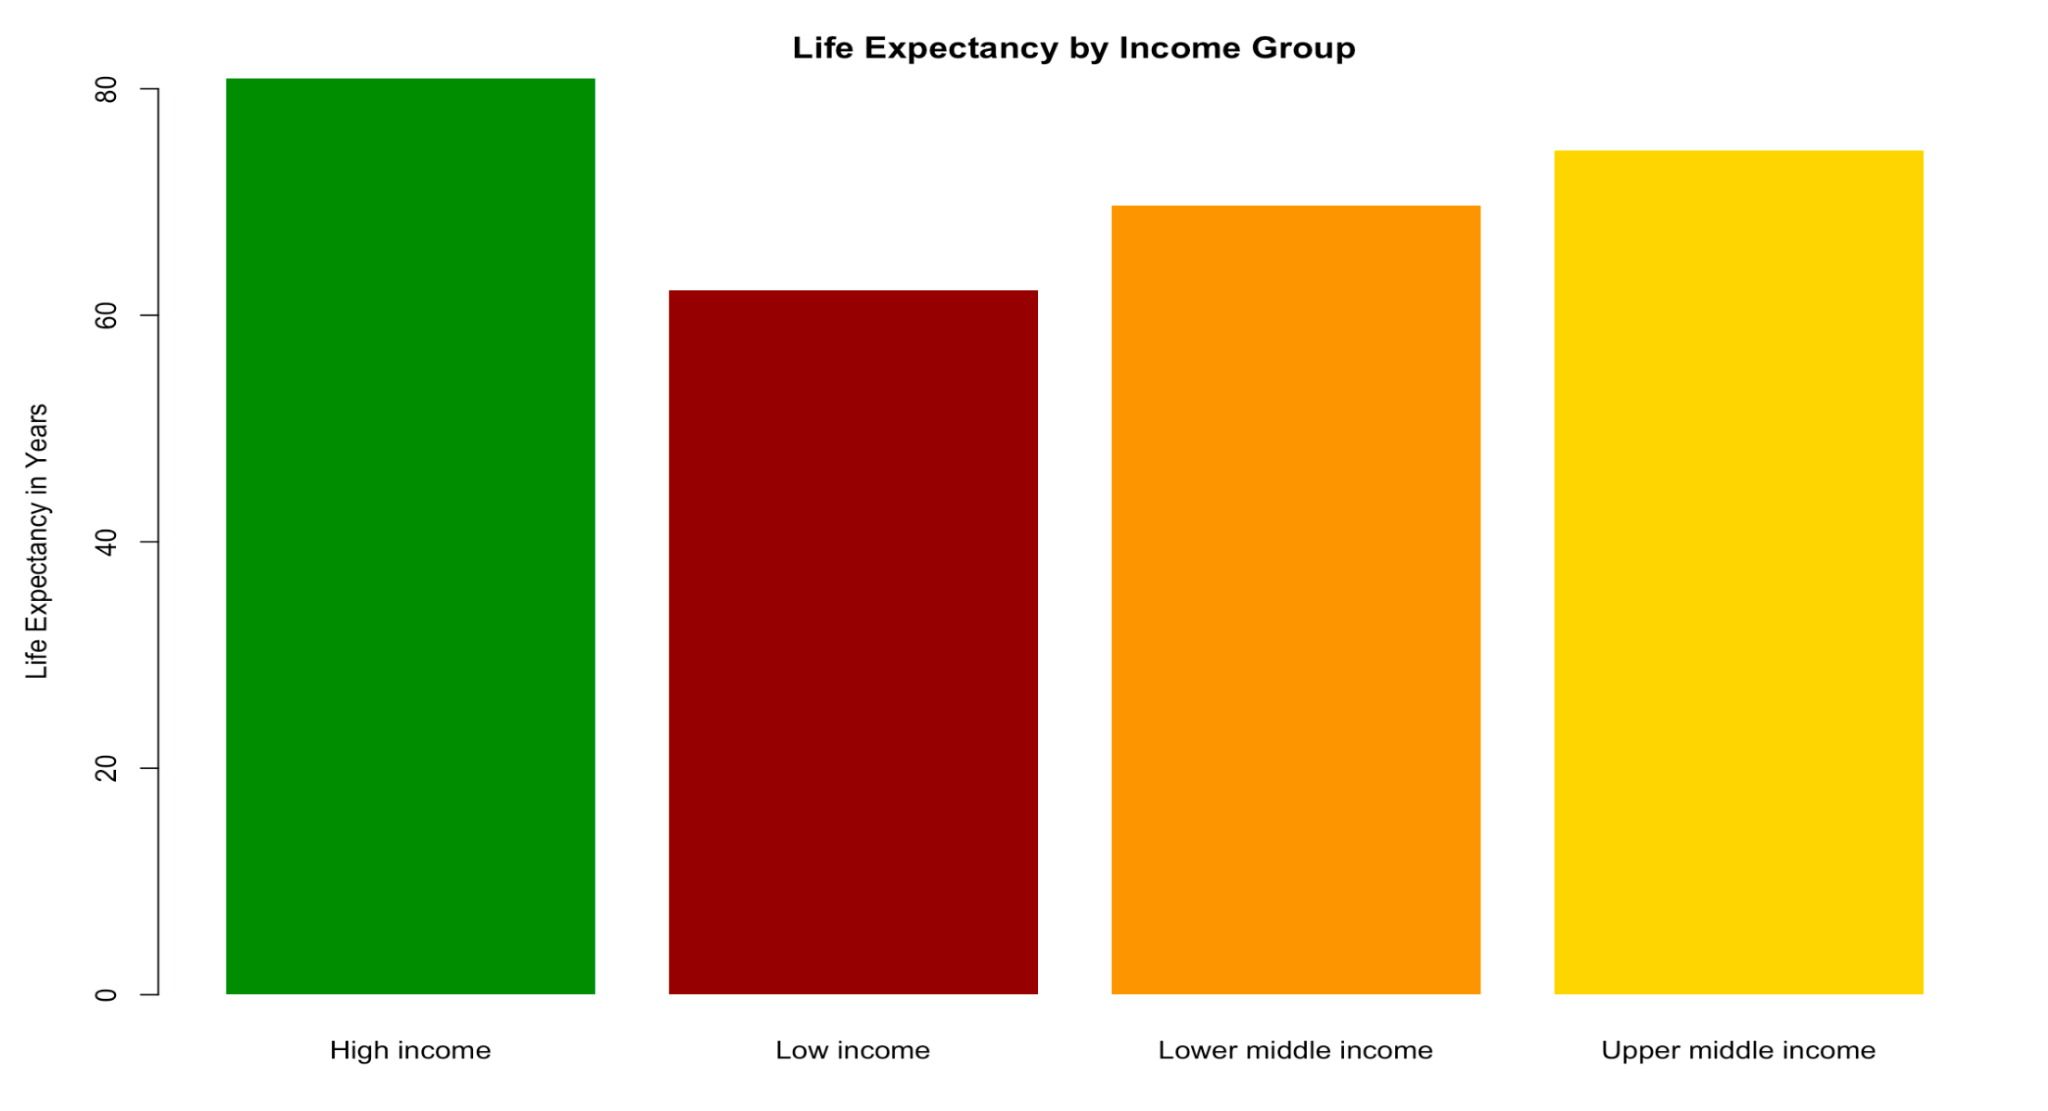 Life Expectancy by Income Group
Life Expectancy in Years
80
60
40
20
0
High income
Low income
Lower middle income
Upper middle income